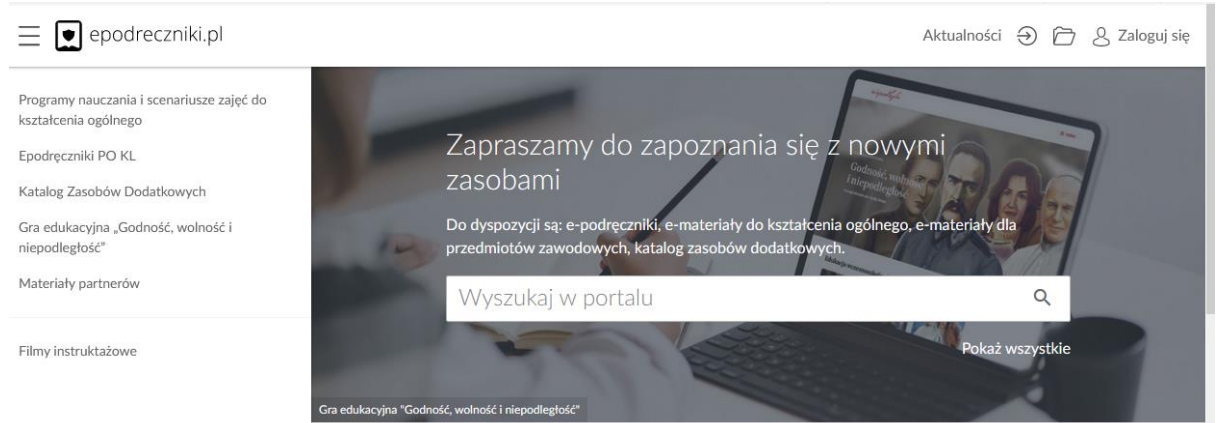 epodreczniki.pl
Aktualności
Zaloguj się
Programy nauczania i scenariusze zajęć do
kształcenia ogólnego
Epodręczniki PO KL
Katalog Zasobów Dodatkowych
Gra edukacyjna „Godność, wolność i
niepodległość”
Materiały partnerów
Filmy instruktażowe
Zapraszamy do zapoznania się z nowymi
zasobami
Do dyspozycji są: e-podręczniki, e-materiały do kształcenia ogólnego, e-materiały dla
przedmiotów zawodowych, katalog zasobów dodatkowych.
Wyszukaj w portalu
Pokaż wszystkie
Gra edukacyjna "Godność, wolność i niepodległość"
Godność, wolność
i niepodległość